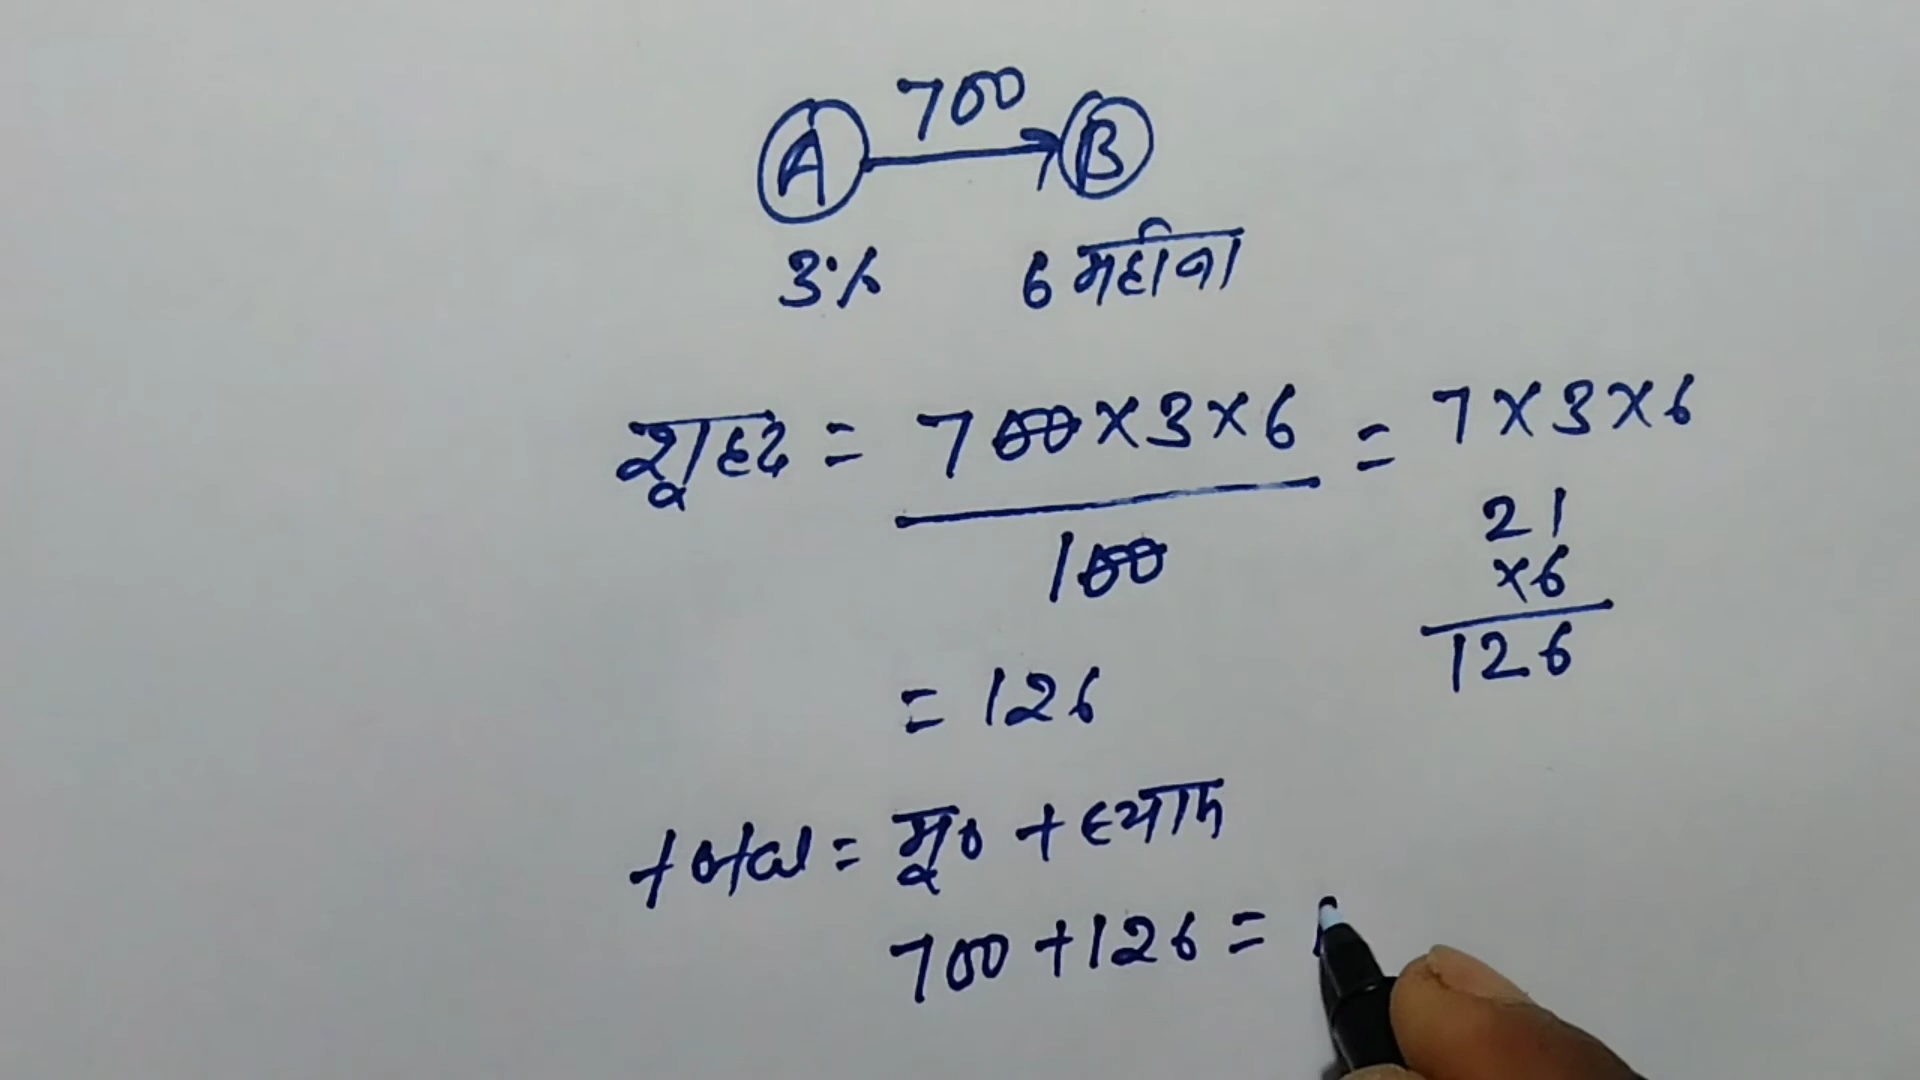 700
A → B
3% 6 महीना
= 700×3×6 = 7×3×6
100
21
×6
126
= 126
total = मू० +
700 + 126 =